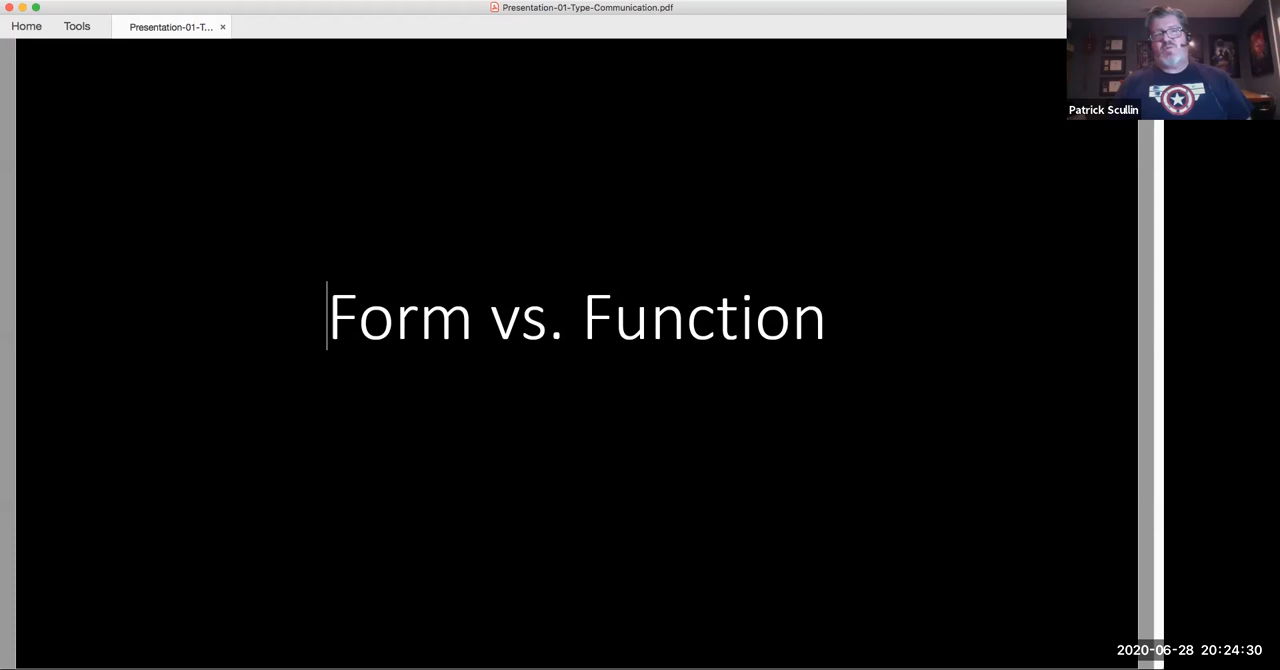 Presentation-01-Type-Communication.pdf
Home Tools Presentation-01-T... ×
Patrick Scullin
Form vs. Function
2020-06-28 20:24:30